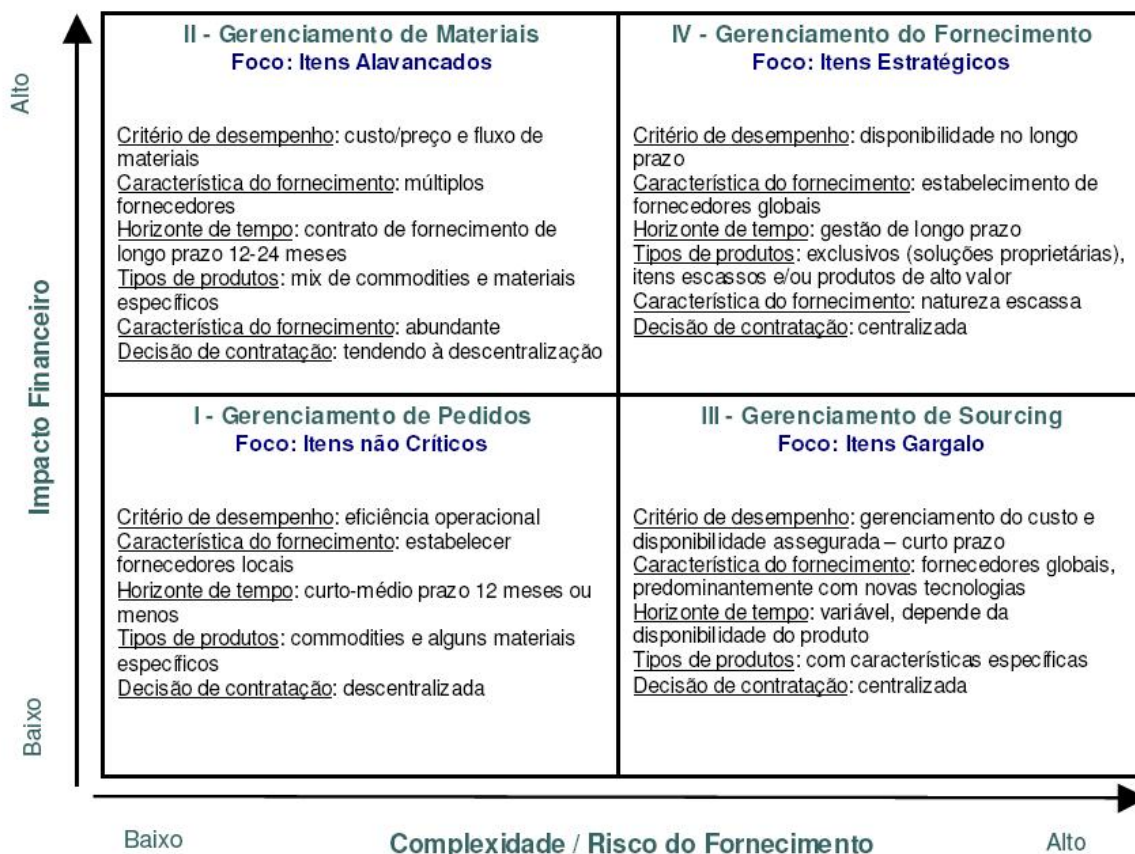 Alto
Impacto Financeiro
Baixo
II - Gerenciamento de Materiais
Foco: Itens Alavancados
Critério de desempenho: custo/preço e fluxo de
materiais
Característica do fornecimento: múltiplos
fornecedores
Horizonte de tempo: contrato de fornecimento de
longo prazo 12-24 meses
Tipos de produtos: mix de commodities e materiais
específicos
Característica do fornecimento: abundante
Decisão de contratação: tendendo à descentralização
IV - Gerenciamento do Fornecimento
Foco: Itens Estratégicos
Critério de desempenho: disponibilidade no longo
prazo
Característica do fornecimento: estabelecimento de
fornecedores globais
Horizonte de tempo: gestão de longo prazo
Tipos de produtos: exclusivos (soluções proprietárias),
itens escassos e/ou produtos de alto valor
Característica do fornecimento: natureza escassa
Decisão de contratação: centralizada
I - Gerenciamento de Pedidos
Foco: Itens não Críticos
Critério de desempenho: eficiência operacional
Característica do fornecimento: estabelecer
fornecedores locais
Horizonte de tempo: curto-médio prazo 12 meses ou
menos
Tipos de produtos: commodities e alguns materiais
específicos
Decisão de contratação: descentralizada
III - Gerenciamento de Sourcing
Foco: Itens Gargalo
Critério de desempenho: gerenciamento do custo e
disponibilidade assegurada – curto prazo
Característica do fornecimento: fornecedores globais,
predominantemente com novas tecnologias
Horizonte de tempo: variável, depende da
disponibilidade do produto
Tipos de produtos: com características específicas
Decisão de contratação: centralizada
Baixo
Complexidade / Risco do Fornecimento
Alto